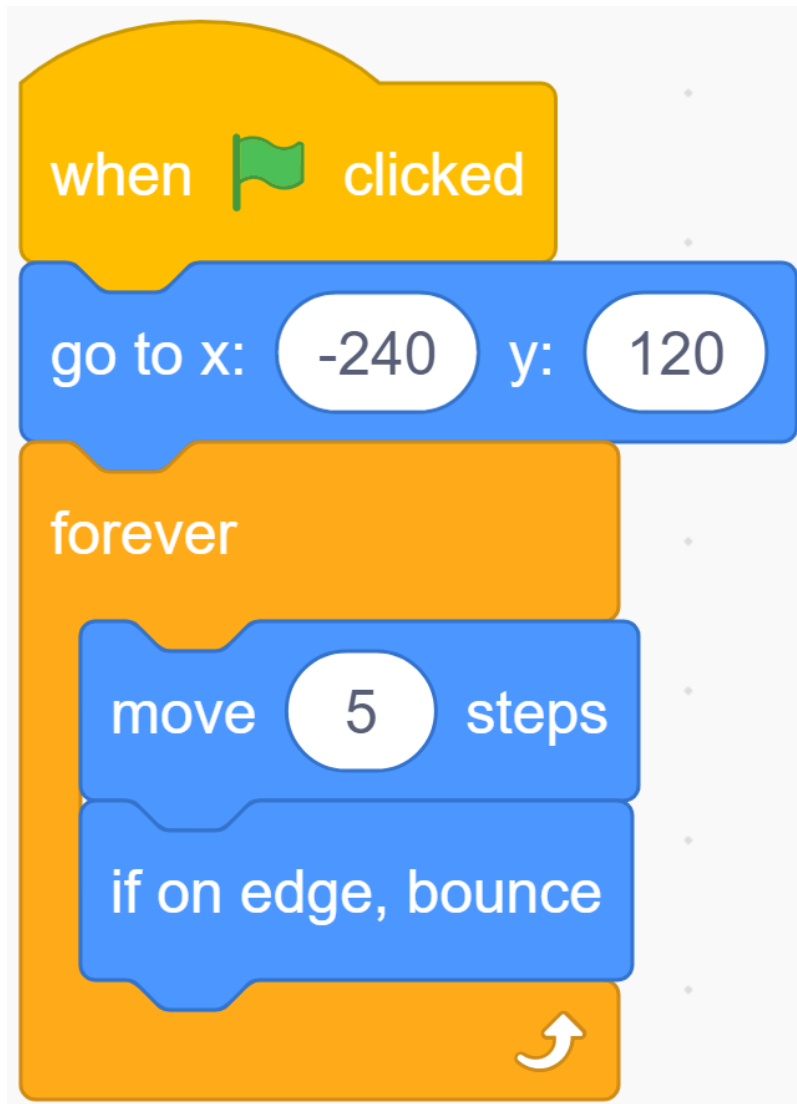 when clicked
go to x: -240 y: 120
forever
move 5 steps
if on edge, bounce